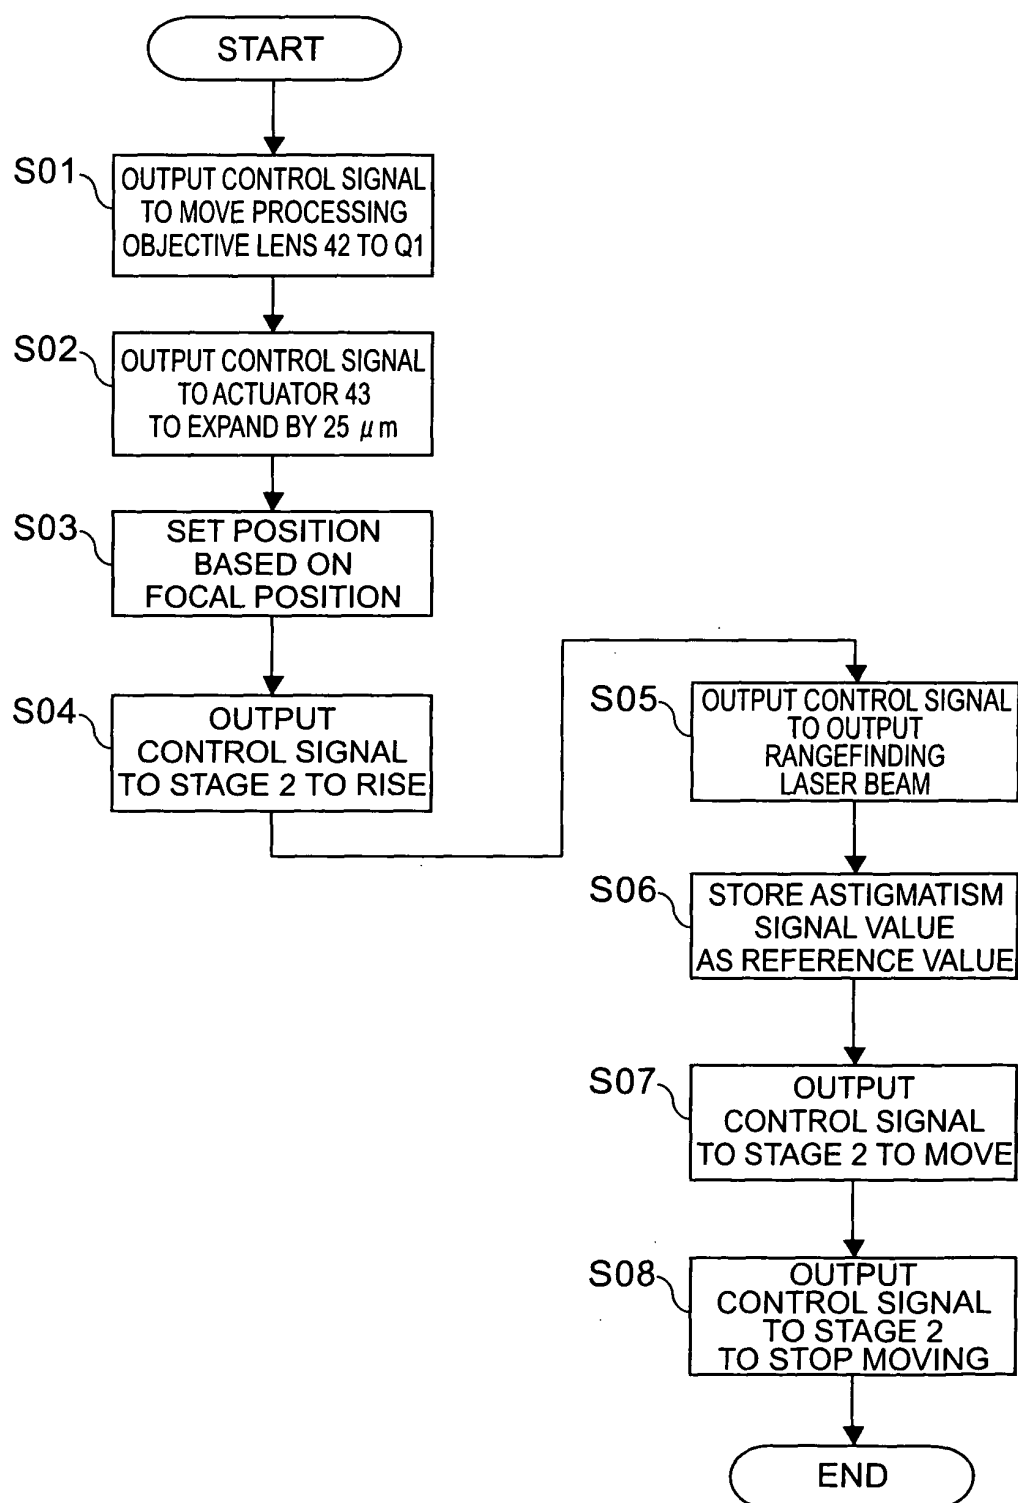 START
S01
OUTPUT CONTROL SIGNAL
TO MOVE PROCESSING
OBJECTIVE LENS 42 TO Q1
S02
OUTPUT CONTROL SIGNAL
TO ACTUATOR 43
TO EXPAND BY 25 μm
S03
SET POSITION
BASED ON
FOCAL POSITION
S04
OUTPUT
CONTROL SIGNAL
TO STAGE 2 TO RISE
S05
OUTPUT CONTROL SIGNAL
TO OUTPUT
RANGEFINDING
LASER BEAM
S06
STORE ASTIGMATISM
SIGNAL VALUE
AS REFERENCE VALUE
S07
OUTPUT
CONTROL SIGNAL
TO STAGE 2 TO MOVE
S08
OUTPUT
CONTROL SIGNAL
TO STAGE 2
TO STOP MOVING
END